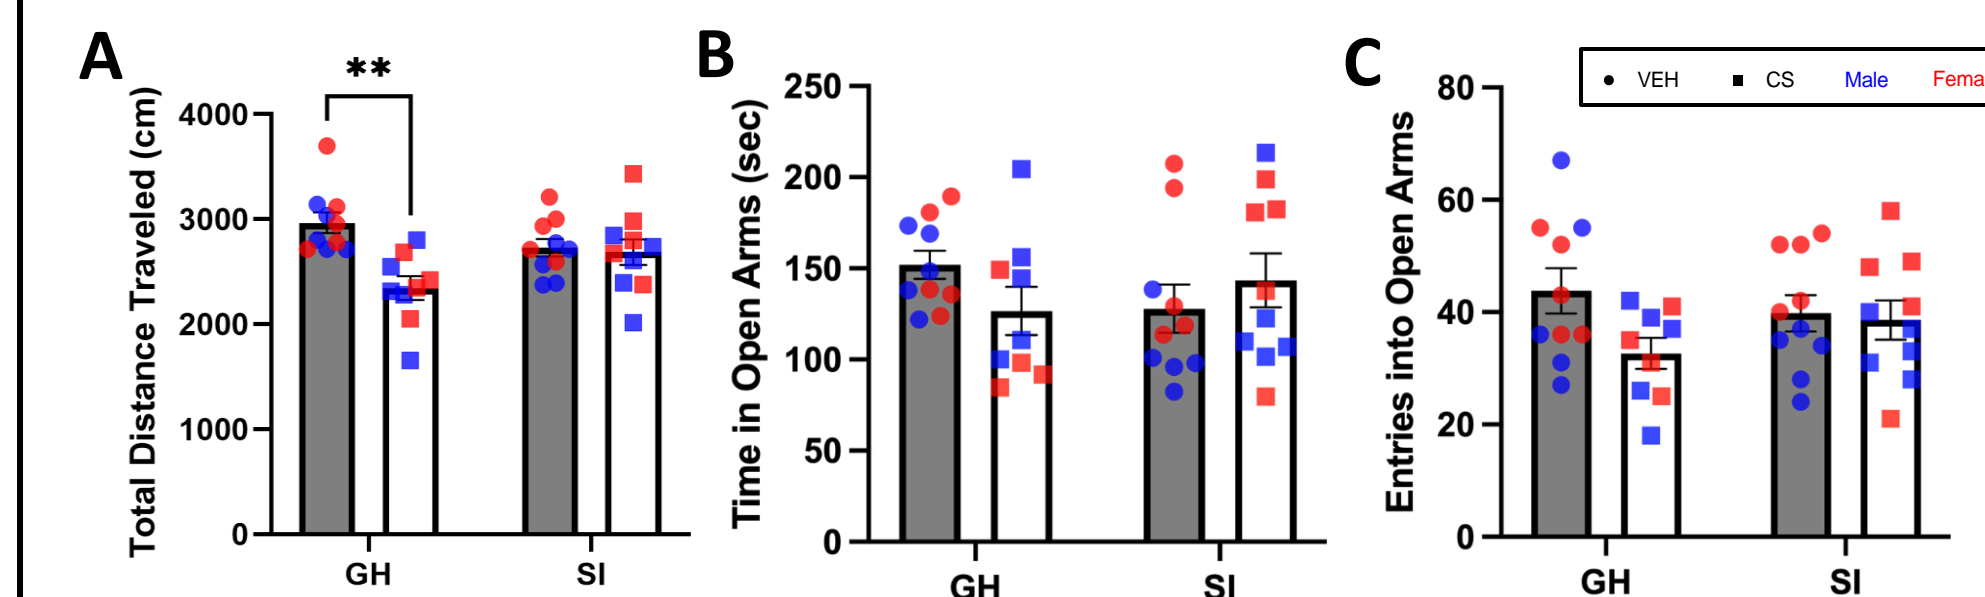 A
**
Total Distance Traveled (cm)
4000
3000
2000
1000
0
GH
SI
B
Time in Open Arms (sec)
250
200
150
100
50
0
GH
SI
C
VEH CS Male Fema
Entries into Open Arms
80
60
40
20
0
GH
SI